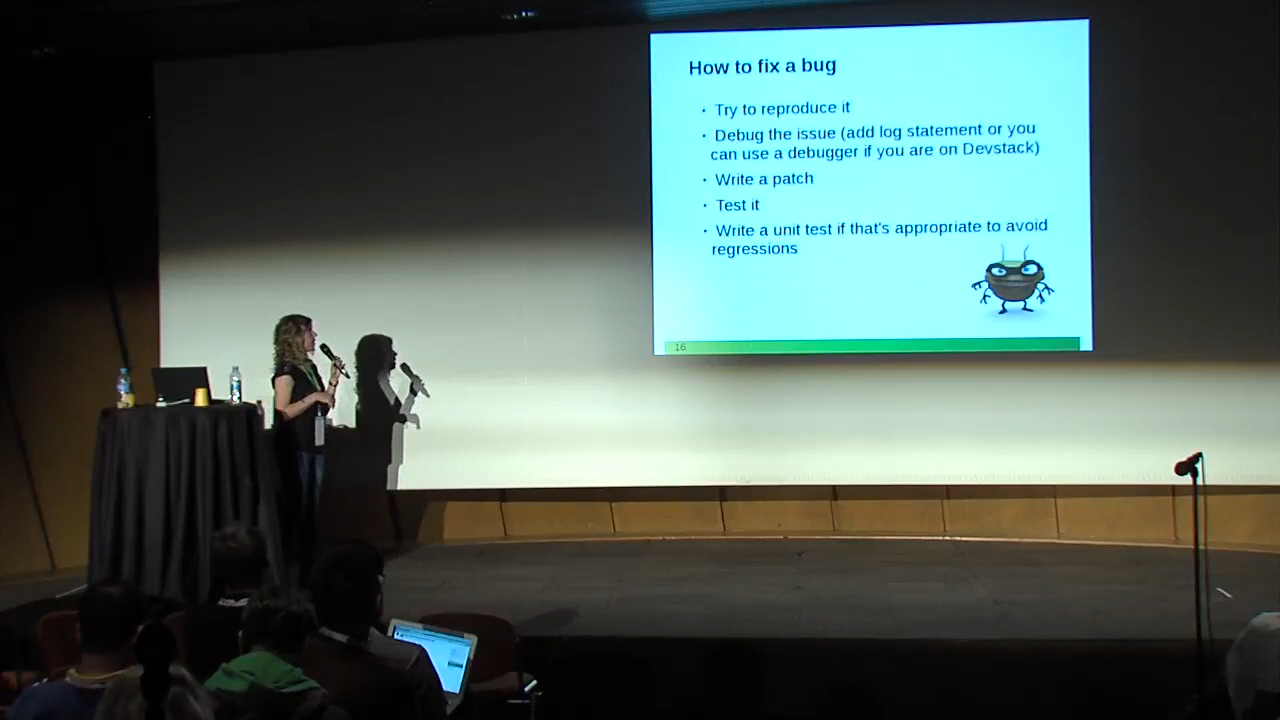 How to fix a bug
· Try to reproduce it
· Debug the issue (add log statement or you
can use a debugger if you are on Devstack)
· Write a patch
· Test it
· Write a unit test if that's appropriate to avoid
regressions
16